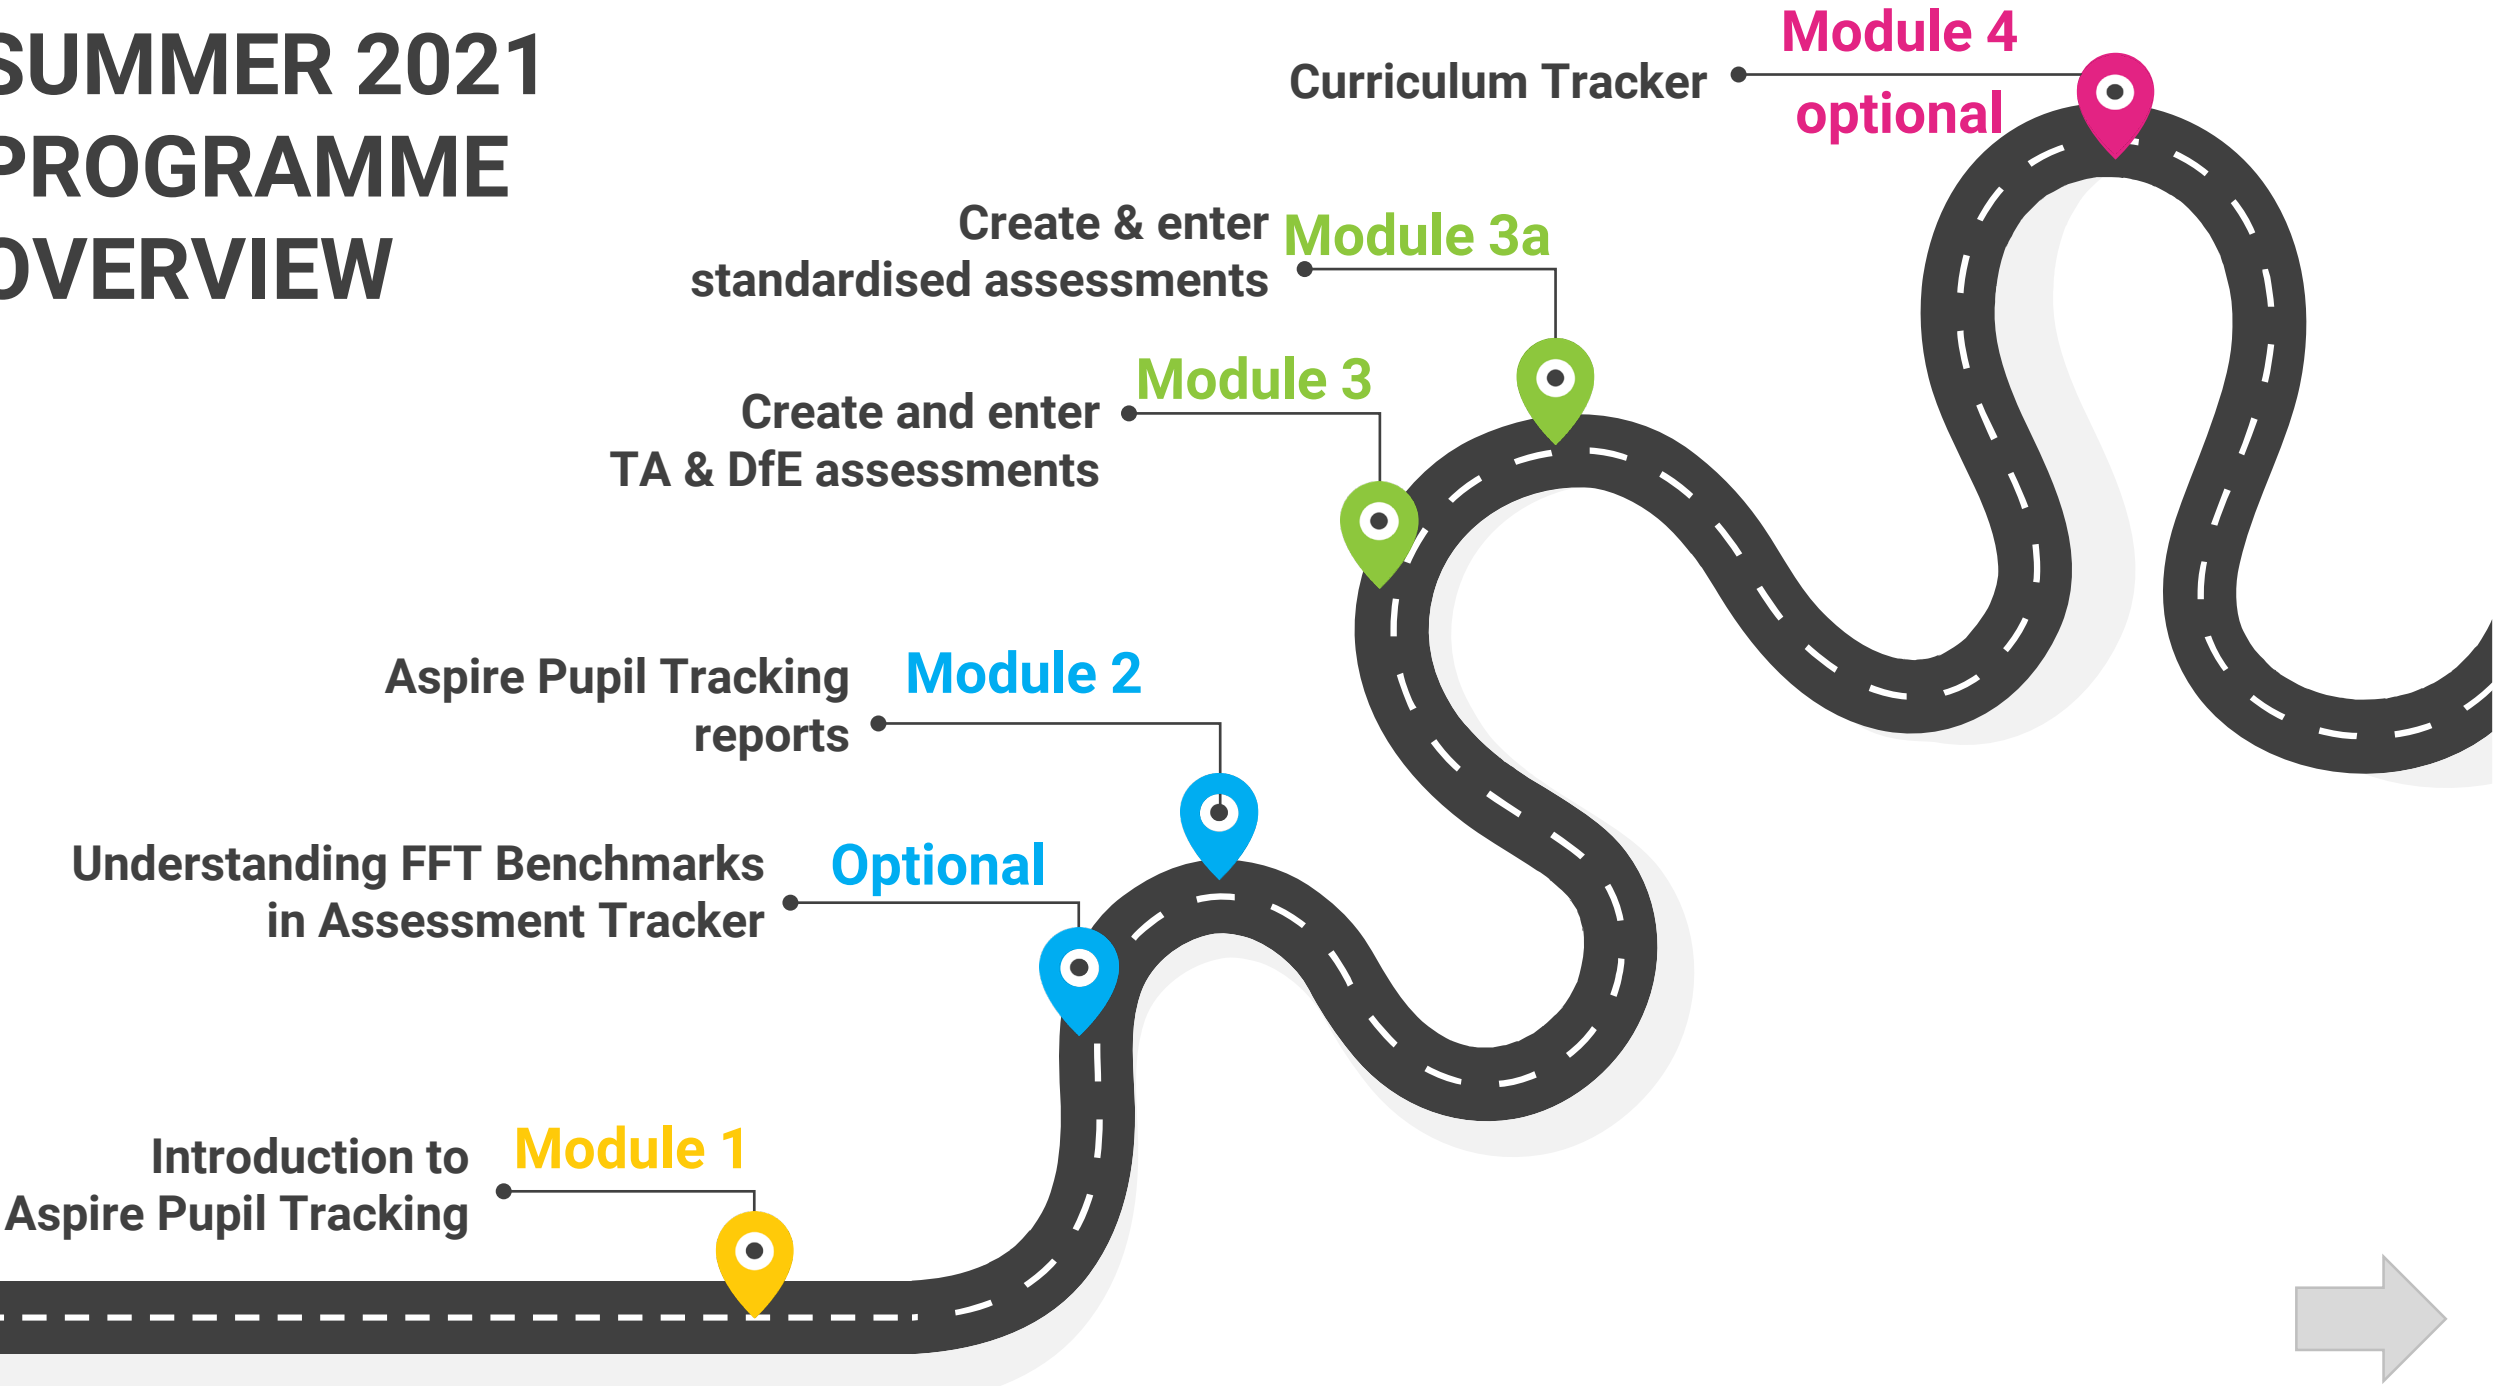 SUMMER 2021
PROGRAMME
OVERVIEW
Module 4
Curriculum Tracker
optional
Create & enter
standardised assessments
Module 3a
Module 3
Create and enter
TA & DfE assessments
Aspire Pupil Tracking
reports
Module 2
Understanding FFT Benchmarks
in Assessment Tracker
Optional
Introduction to
Aspire Pupil Tracking
Module 1